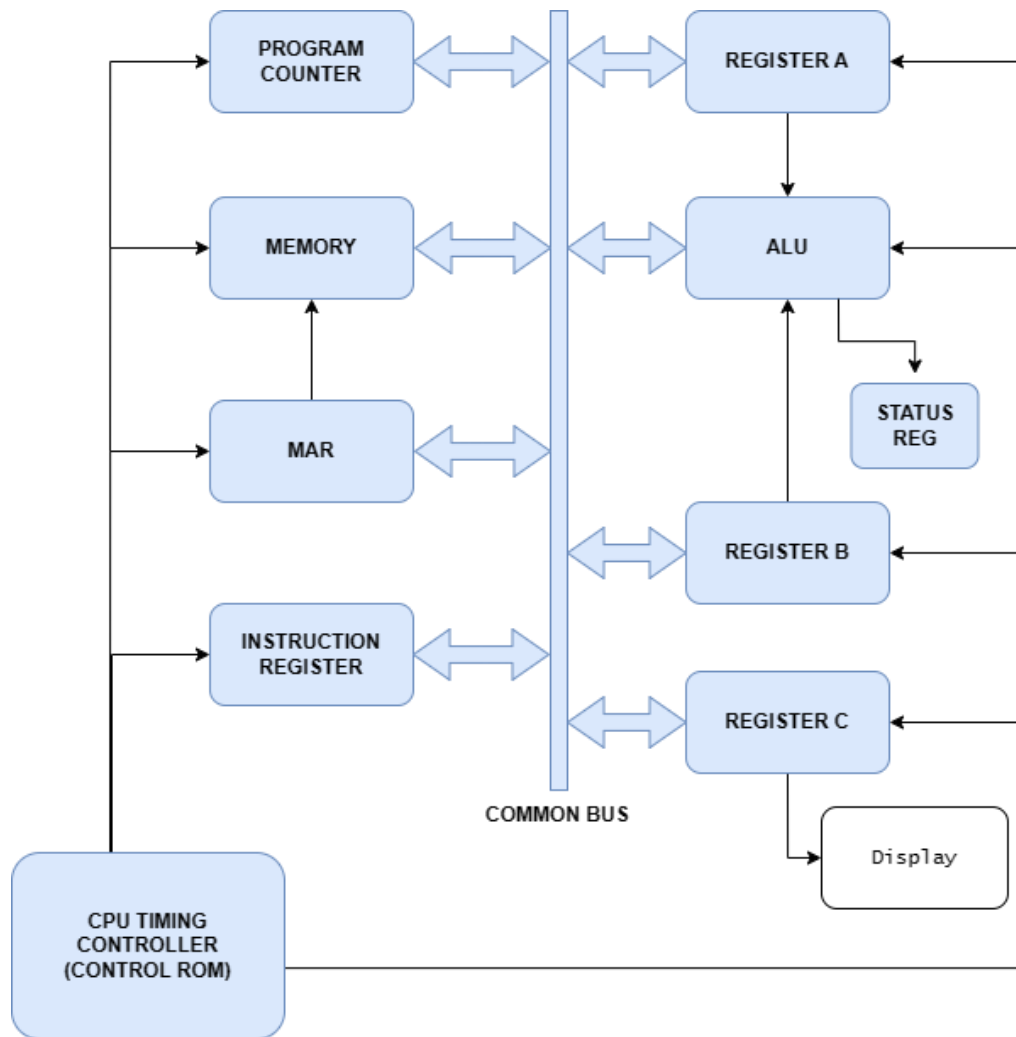 PROGRAM
COUNTER
REGISTER A
MEMORY
ALU
MAR
STATUS
REG
REGISTER B
INSTRUCTION
REGISTER
REGISTER C
COMMON BUS
Display
CPU TIMING
CONTROLLER
(CONTROL ROM)